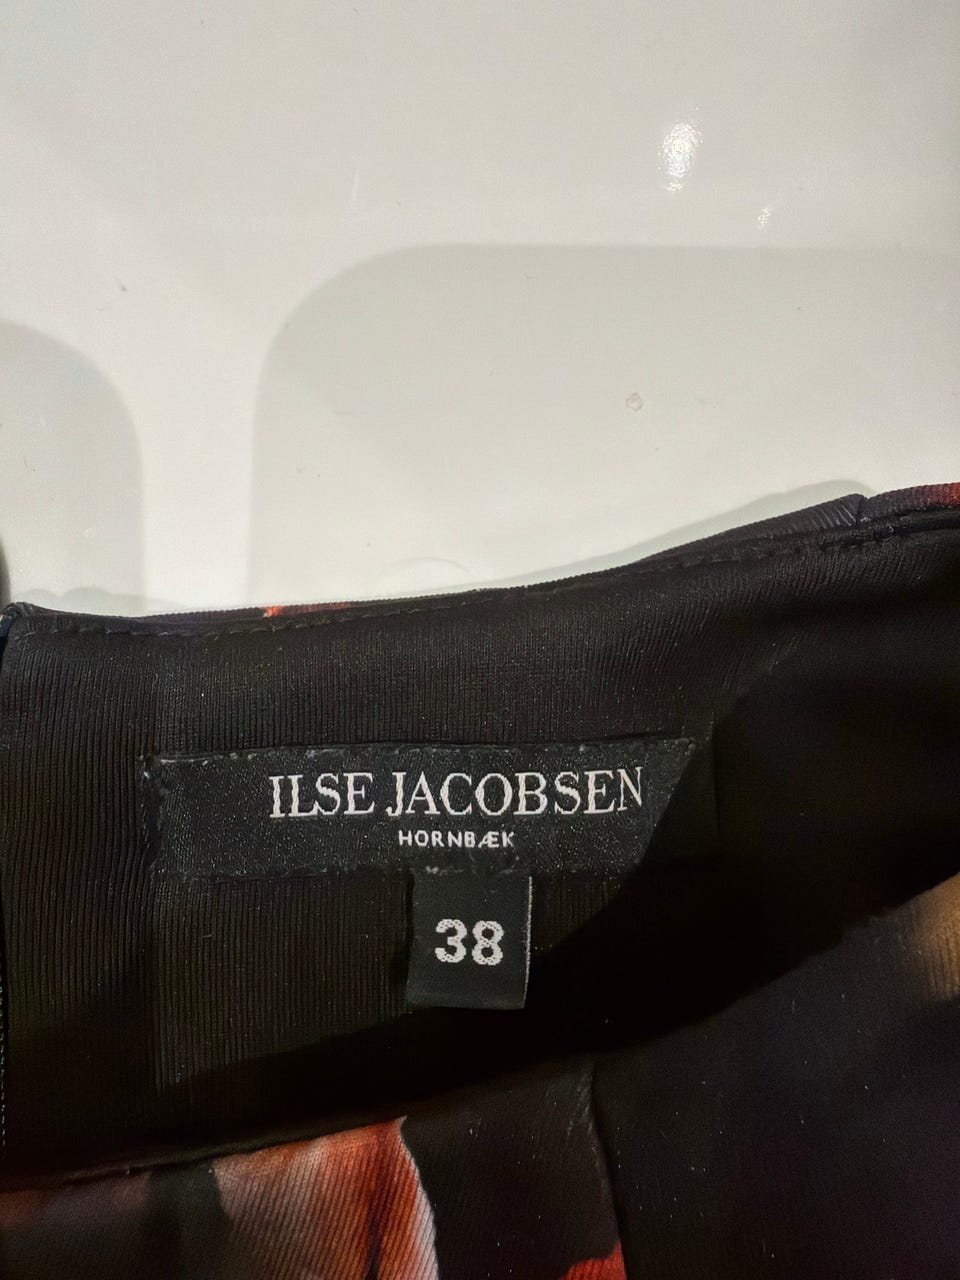 ILSE JACOBSEN
HORNBÆK
38